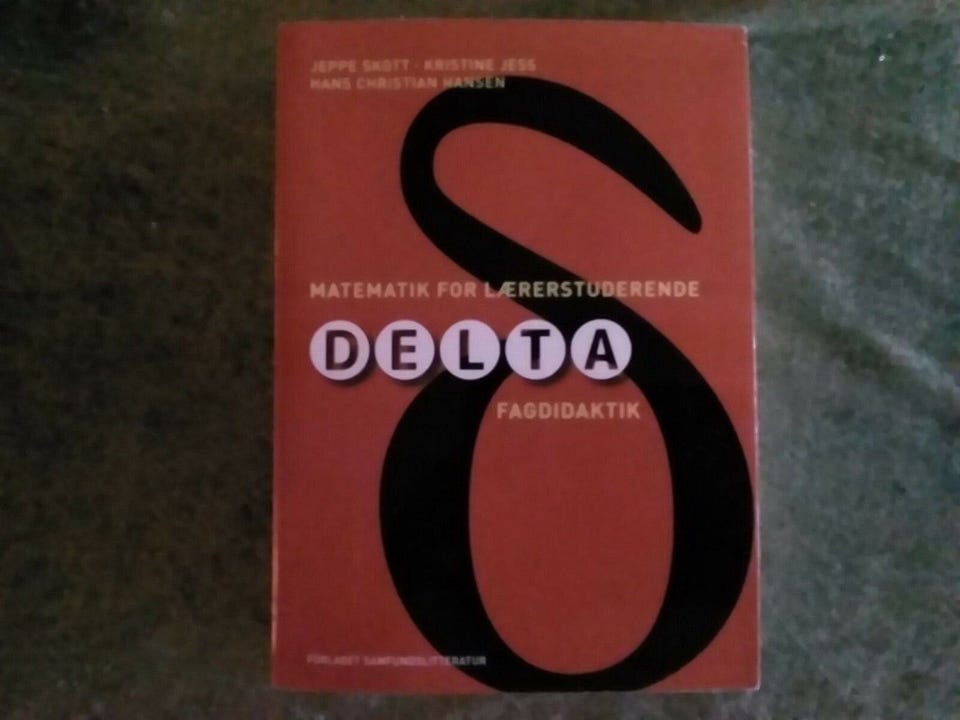 JEPPE SKOTT · KRISTINE JESS
HANS CHRISTIAN HANSEN
MATEMATIK FOR LÆRERSTUDERENDE
DELTA
FAGDIDAKTIK
FORLAGET SAMFUNDSLITTERATUR